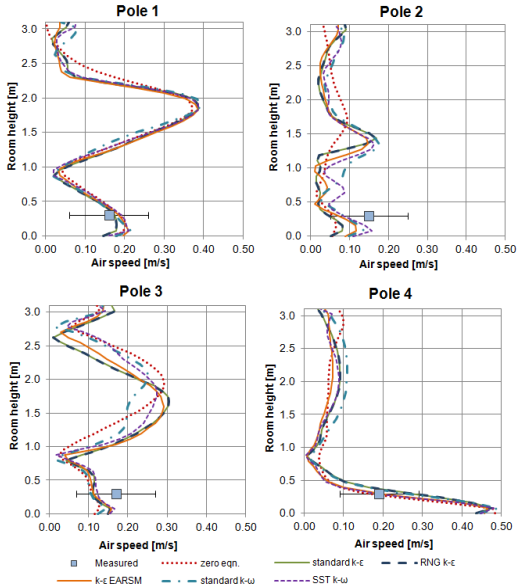 Pole 1
Pole 2
Room height [m]
3.0
2.5
2.0
1.5
1.0
0.5
0
0 0.10 0.20 0.30 0.40 0.50
Air speed [m/s]
Room height [m]
3.0
2.5
2.0
1.5
1.0
0.5
0
0.00 0.10 0.20 0.30 0.40 0.50
Air speed [m/s]
Pole 3
Pole 4
Room height [m]
3.0
2.5
2.0
1.5
1.0
0.5
0
0 0.10 0.20 0.30 0.40 0.50
Air speed [m/s]
Room height [m]
3.0
2.5
2.0
1.5
1.0
0.5
0
0.00 0.10 0.20 0.30 0.40 0.50
Air speed [m/s]
Measured zero eqn. standard k-ε RNG k-ε
k-ε EARSM standard k-ω SST k-ω